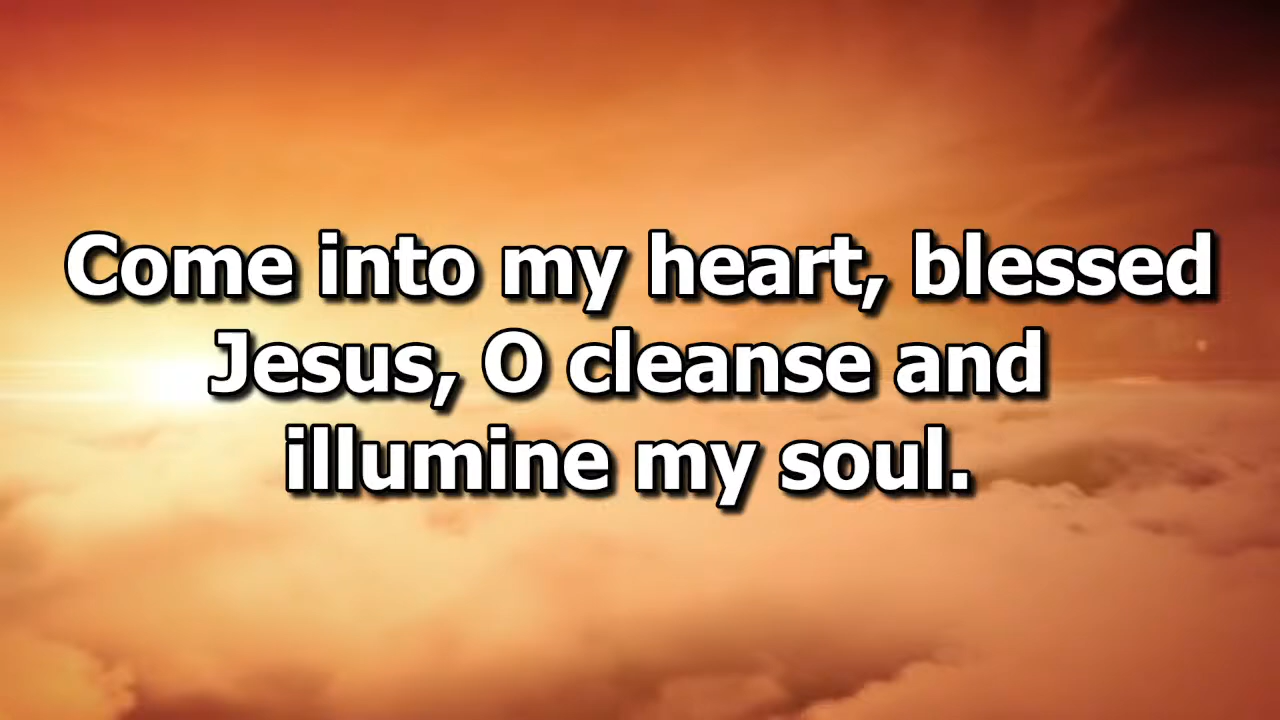 Come into my heart, blessed
Jesus, O cleanse and
illumine my soul.